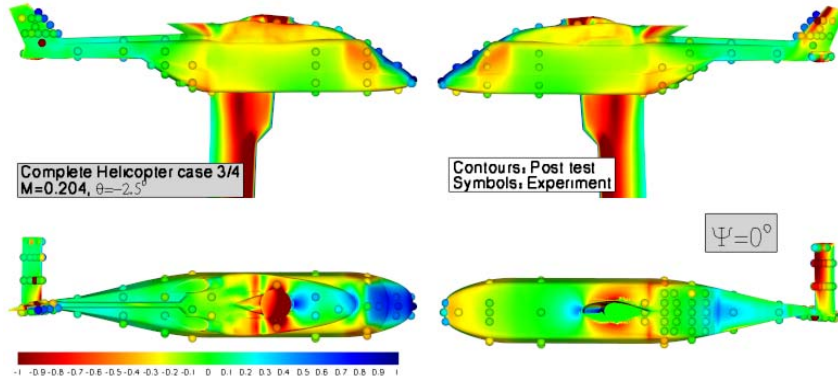 Complete Helicopter case 3/4
M=0.204, θ=-2.5°
Contours: Post test
Symbols: Experiment
Ψ=0°
-1 -0.9 -0.8 -0.7 -0.6 -0.5 -0.4 -0.3 -0.2 -0.1 0 0.1 0.2 0.3 0.4 0.5 0.6 0.7 0.8 0.9 1